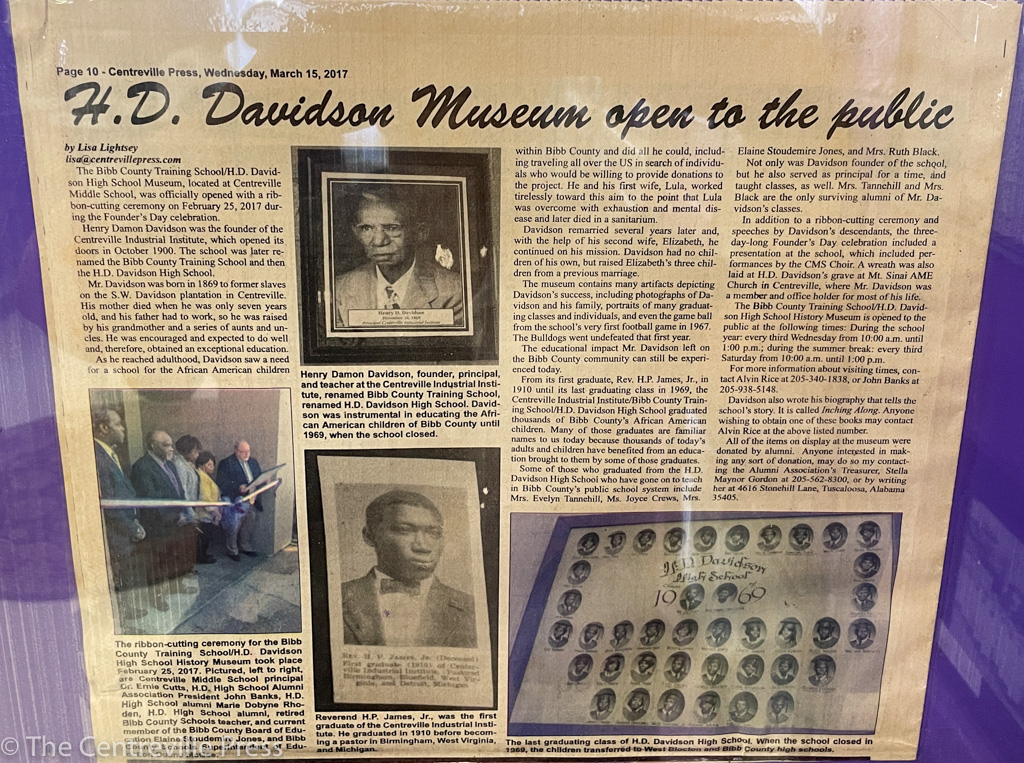 Page 10 - Centreville Press, Wednesday, March 15, 2017
H.D. Davidson Museum open to the public
by Lisa Lightsey
lisa@centrevillepress.com
The Bibb County Training School/H.D. David-
son High School Museum, located at Centreville
Middle School, was officially opened with a rib-
bon-cutting ceremony on February 25, 2017 dur-
ing the Founder's Day celebration.
Henry Damon Davidson was the founder of the
Centreville Industrial Institute, which opened its
doors in October 1900. The school was later re-
named the Bibb County Training School and then
the H.D. Davidson High School.
Mr. Davidson was born in 1869 to former slaves
on the S.W. Davidson plantation in Centreville.
His mother died when he was only seven years
old, and his father had to work, so he was raised
by his grandmother and a series of aunts and un-
cles. He was encouraged and expected to do well
and, therefore, obtained an exceptional education.
As he reached adulthood, Davidson saw a need
for a school for the African American children
Henry D. Davidson
Principal Centreville Industrial
Henry Damon Davidson, founder, principal,
and teacher at the Centreville Industrial Insti-
tute, renamed Bibb County Training School,
renamed H.D. Davidson High School. David-
son was instrumental in educating the Afri-
can American children of Bibb County until
1969, when the school closed.
The ribbon-cutting ceremony for the Bibb
County Training School/H.D. Davidson
High School History Museum took place
February 25, 2017. Pictured, left to right,
are Centreville Middle School principal
Dr. Ernie Cutts, H.D. High School Alumni
Association President John Banks, H.D.
High School alumni Marie Dobyne Rho-
den, H.D. High School alumni, retired
Bibb County Schools teacher, and current
member of the Bibb County Board of Edu-
cation Elaine Stoudemire Jones, and Bibb
Superintendent of Edu-
REV. H. P. JAMES, JR. (Deceased)
First graduate (1910) of Center-
ville Industrial Institute. Pastored
Birmingham, Bluefield, West Vir-
ginia, and Detroit, Michigan.
Reverend H.P. James, Jr., was the first
graduate of the Centreville Industrial Insti-
tute. He graduated in 1910 before becom-
ing a pastor in Birmingham, West Virginia,
and Michigan.
within Bibb County and did all he could, includ-
ing traveling all over the US in search of individu-
als who would be willing to provide donations to
the project. He and his first wife, Lula, worked
tirelessly toward this aim to the point that Lula
was overcome with exhaustion and mental dis-
ease and later died in a sanitarium.
Davidson remarried several years later and,
with the help of his second wife, Elizabeth, he
continued on his mission. Davidson had no chil-
dren of his own, but raised Elizabeth's three chil-
dren from a previous marriage.
The museum contains many artifacts depicting
Davidson's success, including photographs of Da-
vidson and his family, portraits of many graduat-
ing classes and individuals, and even the game ball
from the school's very first football game in 1967.
The Bulldogs went undefeated that first year.
The educational impact Mr. Davidson left on
the Bibb County community can still be experi-
enced today.
From its first graduate, Rev. H.P. James, Jr., in
1910 until its last graduating class in 1969, the
Centreville Industrial Institute/Bibb County Train-
ing School/H.D. Davidson High School graduated
thousands of Bibb County's African American
children. Many of those graduates are familiar
names to us today because thousands of today's
adults and children have benefited from an educa-
tion brought to them by some of those graduates.
Some of those who graduated from the H.D.
Davidson High School who have gone on to teach
in Bibb County's public school system include
Mrs. Evelyn Tannehill, Ms. Joyce Crews, Mrs.
Elaine Stoudemire Jones, and Mrs. Ruth Black.
Not only was Davidson founder of the school,
but he also served as principal for a time, and
taught classes, as well. Mrs. Tannehill and Mrs.
Black are the only surviving alumni of Mr. Da-
vidson's classes.
In addition to a ribbon-cutting ceremony and
speeches by Davidson's descendants, the three-
day-long Founder's Day celebration included a
presentation at the school, which included per-
formances by the CMS Choir. A wreath was also
laid at H.D. Davidson's grave at Mt. Sinai AME
Church in Centreville, where Mr. Davidson was
a member and office holder for most of his life.
The Bibb County Training School/H.D. David-
son High School History Museum is opened to the
public at the following times: During the school
year: every third Wednesday from 10:00 a.m. until
1:00 p.m.; during the summer break: every third
Saturday from 10:00 a.m. until 1:00 p.m.
For more information about visiting times, con-
tact Alvin Rice at 205-340-1838, or John Banks at
205-938-5148.
Davidson also wrote his biography that tells the
school's story. It is called Inching Along. Anyone
wishing to obtain one of these books may contact
Alvin Rice at the above listed number.
All of the items on display at the museum were
donated by alumni. Anyone interested in mak-
ing any sort of donation, may do so my contact-
ing the Alumni Association's Treasurer, Stella
Maynor Gordon at 205-562-8300, or by writing
her at 4616 Stonehill Lane, Tuscaloosa, Alabama
35405.
H.D. Davidson
High School
19 69
The last graduating class of H.D. Davidson High School. When the school closed in
1969, the children transferred to West Blocton and Bibb County high schools.
© The Centreville Press